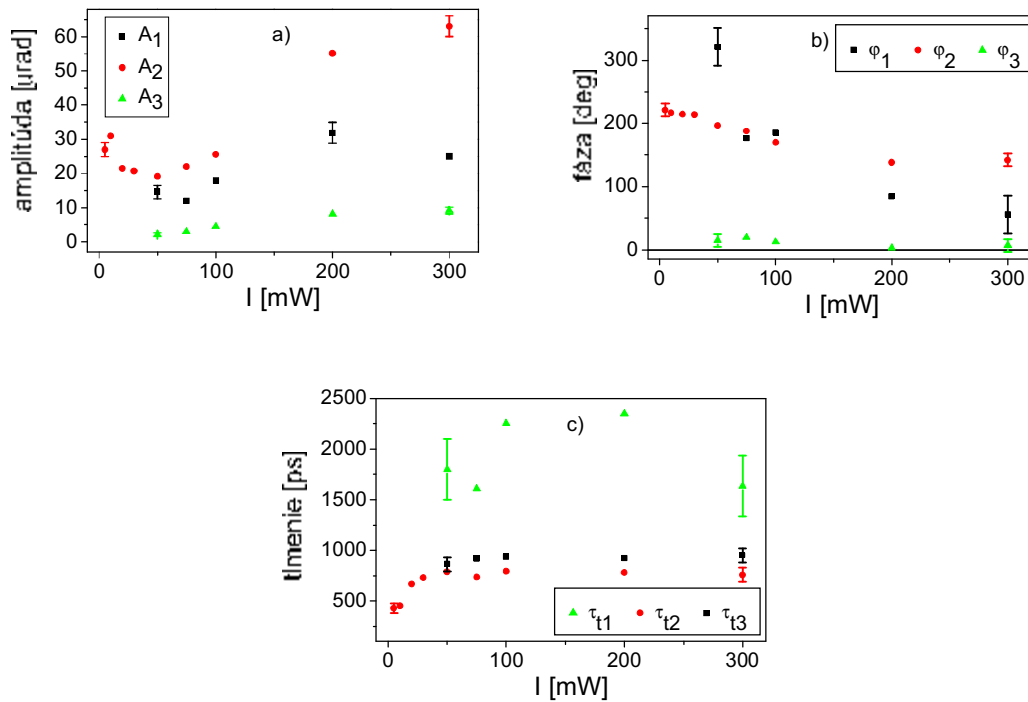 a)
A1
A2
A3
amplitúda [μrad]
60
50
40
30
20
10
0
0 100 200 300
I [mW]
b)
φ1 φ2 φ3
fáza [deg]
300
200
100
0
0 100 200 300
I [mW]
c)
tlmenie [ps]
2500
2000
1500
1000
500
τt1 τt2 τt3
0 100 200 300
I [mW]